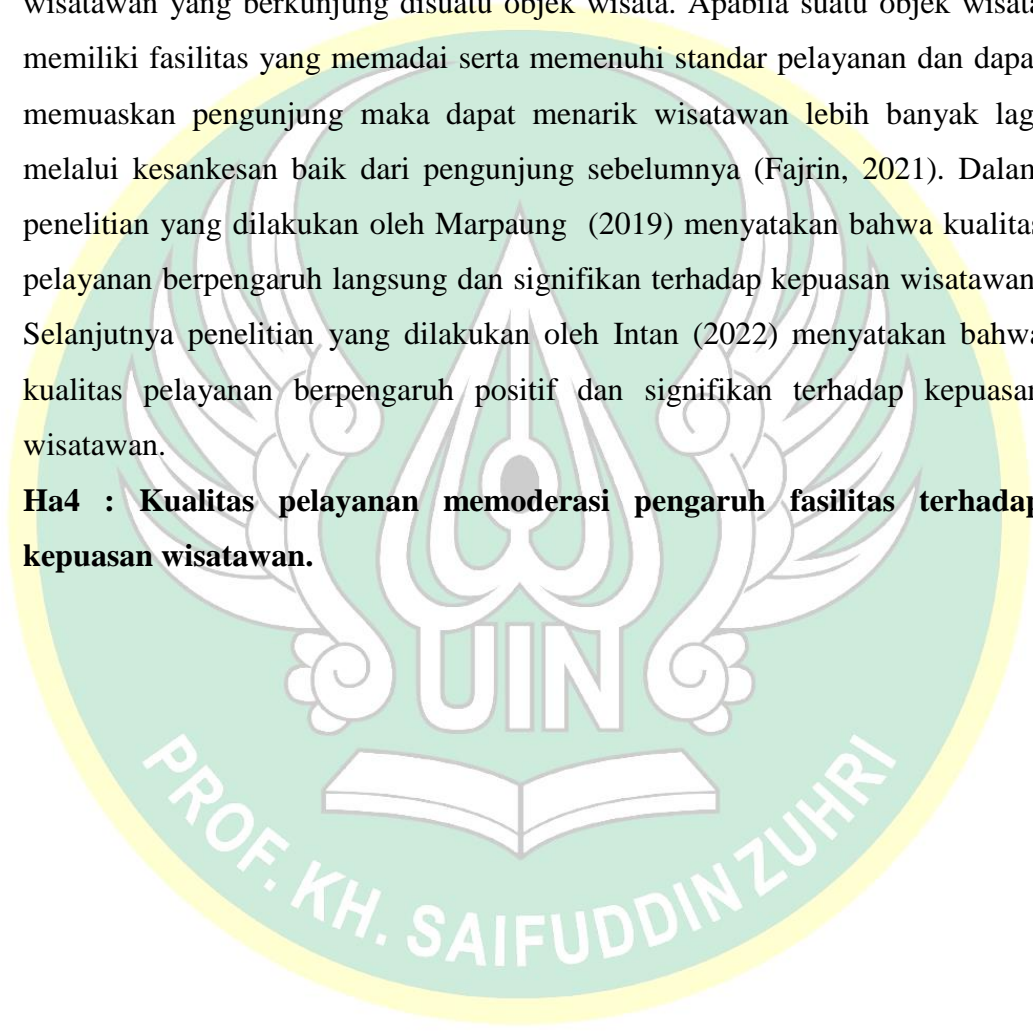 wisatawan yang berkunjung disuatu objek wisata. Apabila suatu objek wisata
memiliki fasilitas yang memadai serta memenuhi standar pelayanan dan dapa
memuaskan pengunjung maka dapat menarik wisatawan lebih banyak lag
melalui kesankesan baik dari pengunjung sebelumnya (Fajrin, 2021). Dalam
penelitian yang dilakukan oleh Marpaung (2019) menyatakan bahwa kualitas
pelayanan berpengaruh langsung dan signifikan terhadap kepuasan wisatawan
Selanjutnya penelitian yang dilakukan oleh Intan (2022) menyatakan bahwa
kualitas pelayanan berpengaruh positif dan signifikan terhadap kepuasan
wisatawan.
Ha4 : Kualitas pelayanan memoderasi pengaruh fasilitas terhadap
kepuasan wisatawan.
UIN
PROF. KH. SAIFUDDIN ZUHRI